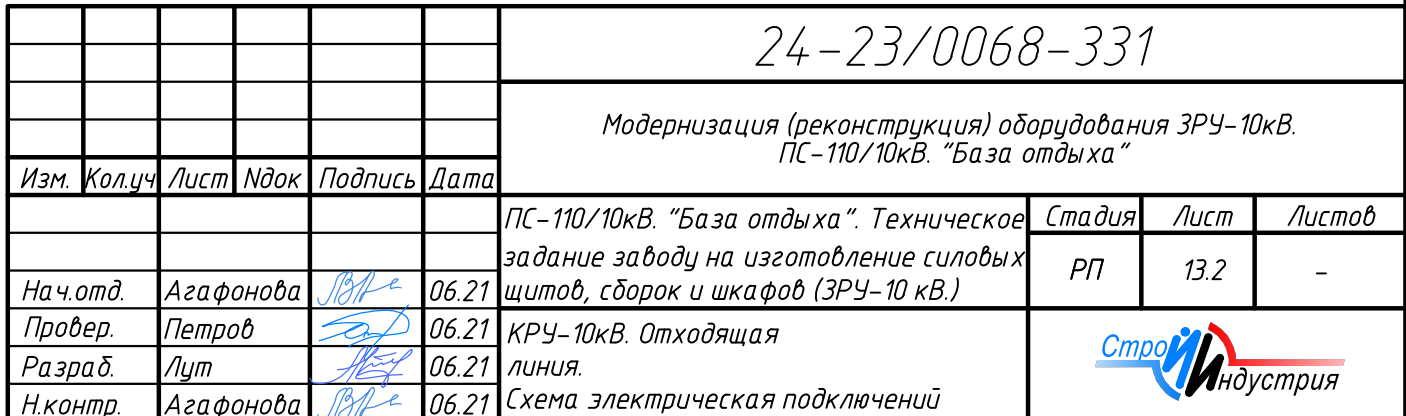 24-23/0068-331
Модернизация (реконструкция) оборудования ЗРУ-10кВ.
ПС-110/10кВ. "База отдыха"
Изм. Кол.уч Лист Nдок Подпись Дата
ПС-110/10кВ. "База отдыха". Техническое
задание заводу на изготовление силовых
щитов, сборок и шкафов (ЗРУ-10 кВ.)
Стадия Лист Листов
РП 13.2 -
Нач.отд. Агафонова 06.21
Провер. Петров 06.21
Разраб. Лут 06.21
Н.контр. Агафонова 06.21
КРУ-10кВ. Отходящая
линия.
Схема электрическая подключений
СтройИндустрия